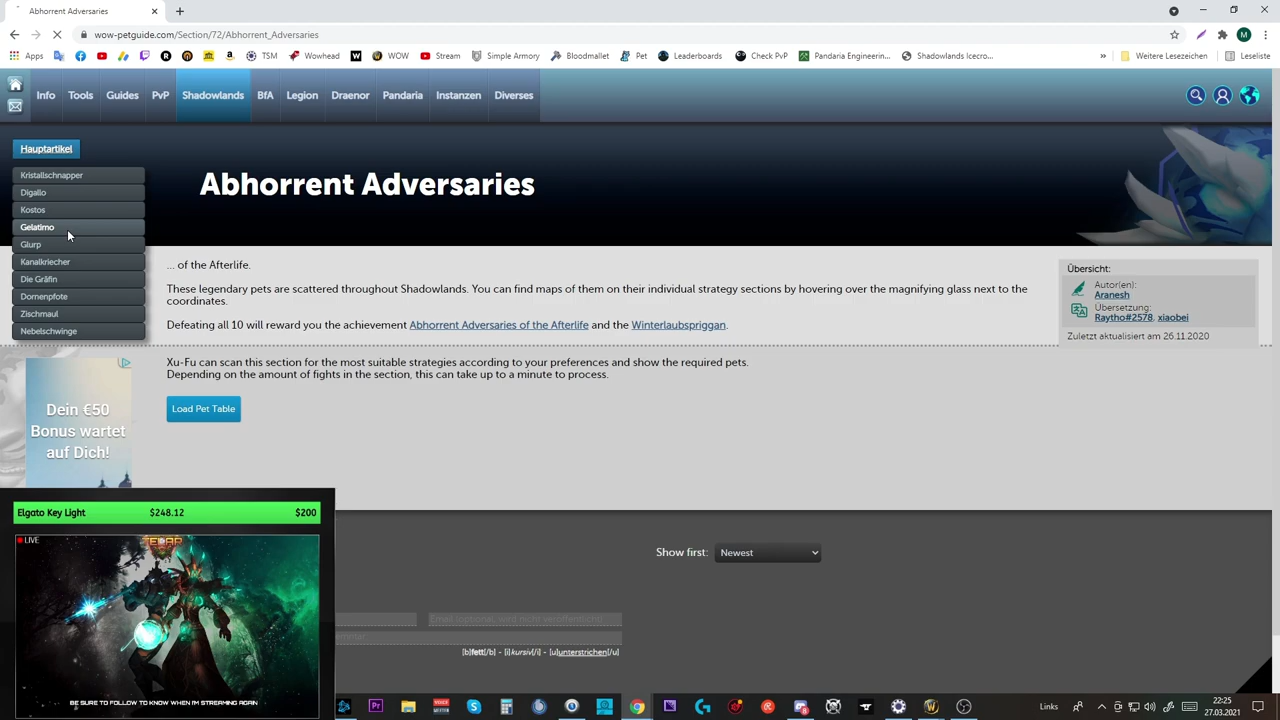 Abhorrent Adversaries
wow-petguide.com/Section/72/Abhorrent_Adversaries
Apps
TSM
Wowhead
WOW
Stream
Simple Armory
Bloodmallet
Pet
Leaderboards
Check PvP
Pandaria Engineerin...
Shadowlands Icecro...
»
Weitere Lesezeichen
Leseliste
Info
Tools
Guides
PvP
Shadowlands
BfA
Legion
Draenor
Pandaria
Instanzen
Diverses
Hauptartikel
Kristallschnapper
Digallo
Kostos
Gelatimo
Glurp
Kanalkriecher
Die Gräfin
Dornenpfote
Zischmaul
Nebelschwinge
Abhorrent Adversaries
... of the Afterlife.
These legendary pets are scattered throughout Shadowlands. You can find maps of them on their individual strategy sections by hovering over the magnifying glass next to the
coordinates.
Defeating all 10 will reward you the achievement Abhorrent Adversaries of the Afterlife and the Winterlaubspriggan.
Übersicht:
Autor(en):
Aranesh
Übersetzung:
Raytho#2578, xiaobei
Zuletzt aktualisiert am 26.11.2020
Xu-Fu can scan this section for the most suitable strategies according to your preferences and show the required pets.
Depending on the amount of fights in the section, this can take up to a minute to process.
Load Pet Table
Dein €50
Bonus wartet
auf Dich!
Elgato Key Light $248.12 $200
LIVE
BE SURE TO FOLLOW TO KNOW WHEN I'M STREAMING AGAIN
Show first: Newest
Email (optional, wird nicht veröffentlicht)
[b]fett[/b] - [i]kursiv[/i] - [u]unterstrichen[/u]
Links
22:25
27.03.2021